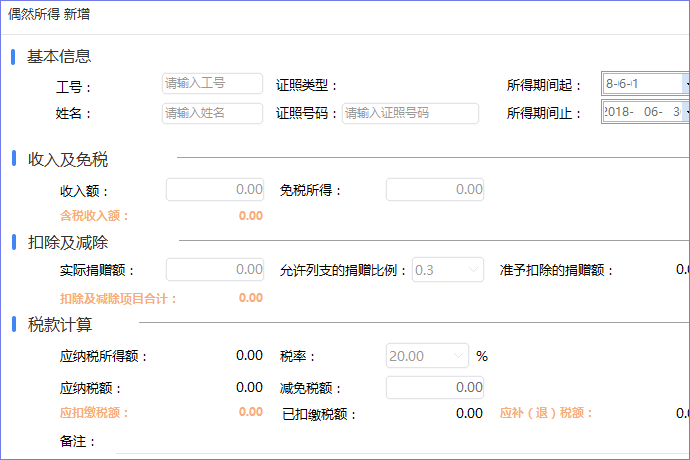 偶然所得 新增
基本信息
工号： 请输入工号 证照类型： 所得期间起： 8-6-1
姓名： 请输入姓名 证照号码： 请输入证照号码 所得期间止： 2018- 06- 3
收入及免税
收入额： 0.00 免税所得： 0.00
含税收入额： 0.00
扣除及减除
实际捐赠额： 0.00 允许列支的捐赠比例： 0.3 准予扣除的捐赠额： 0.
扣除及减除项目合计： 0.00
税款计算
应纳税所得额： 0.00 税率： 20.00 %
应纳税额： 0.00 减免税额： 0.00
应扣缴税额： 0.00 已扣缴税额： 0.00 应补（退）税额： 0.
备注：